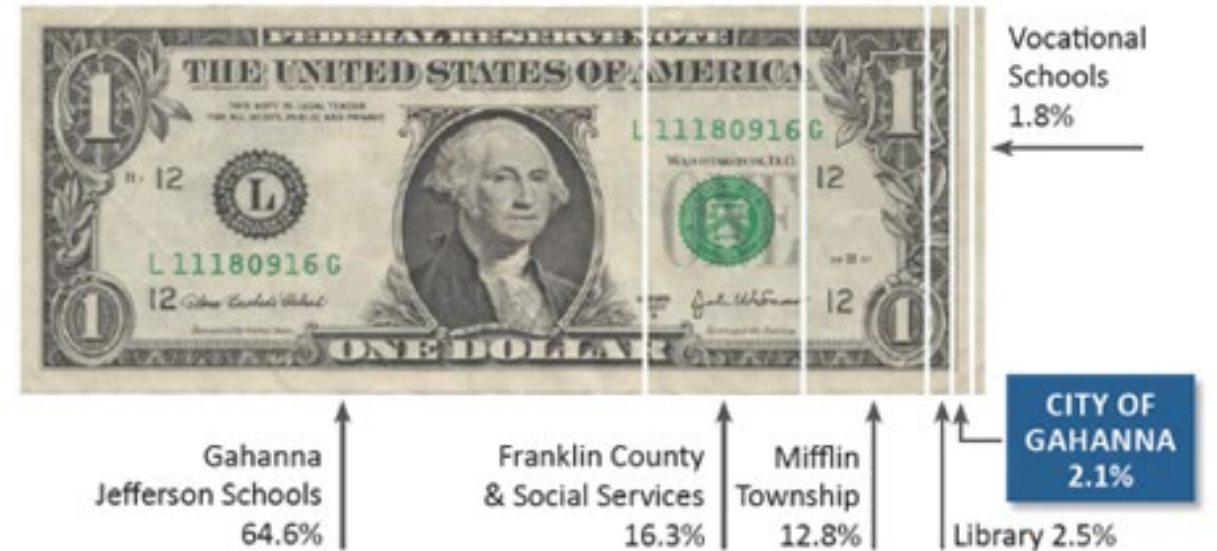 FEDERAL RESERVE NOTE
THE UNITED STATES OF AMERICA
THIS NOTE IS LEGAL TENDER
FOR ALL DEBTS, PUBLIC AND PRIVATE
L 11180916 G
WASHINGTON, D.C.
1
1
12
12
L
ONE
L 11180916 G
12
12
1
1
ONE DOLLAR
Vocational
Schools
1.8%
Gahanna
Jefferson Schools
64.6%
Franklin County
& Social Services
16.3%
Mifflin
Township
12.8%
Library 2.5%
CITY OF
GAHANNA
2.1%